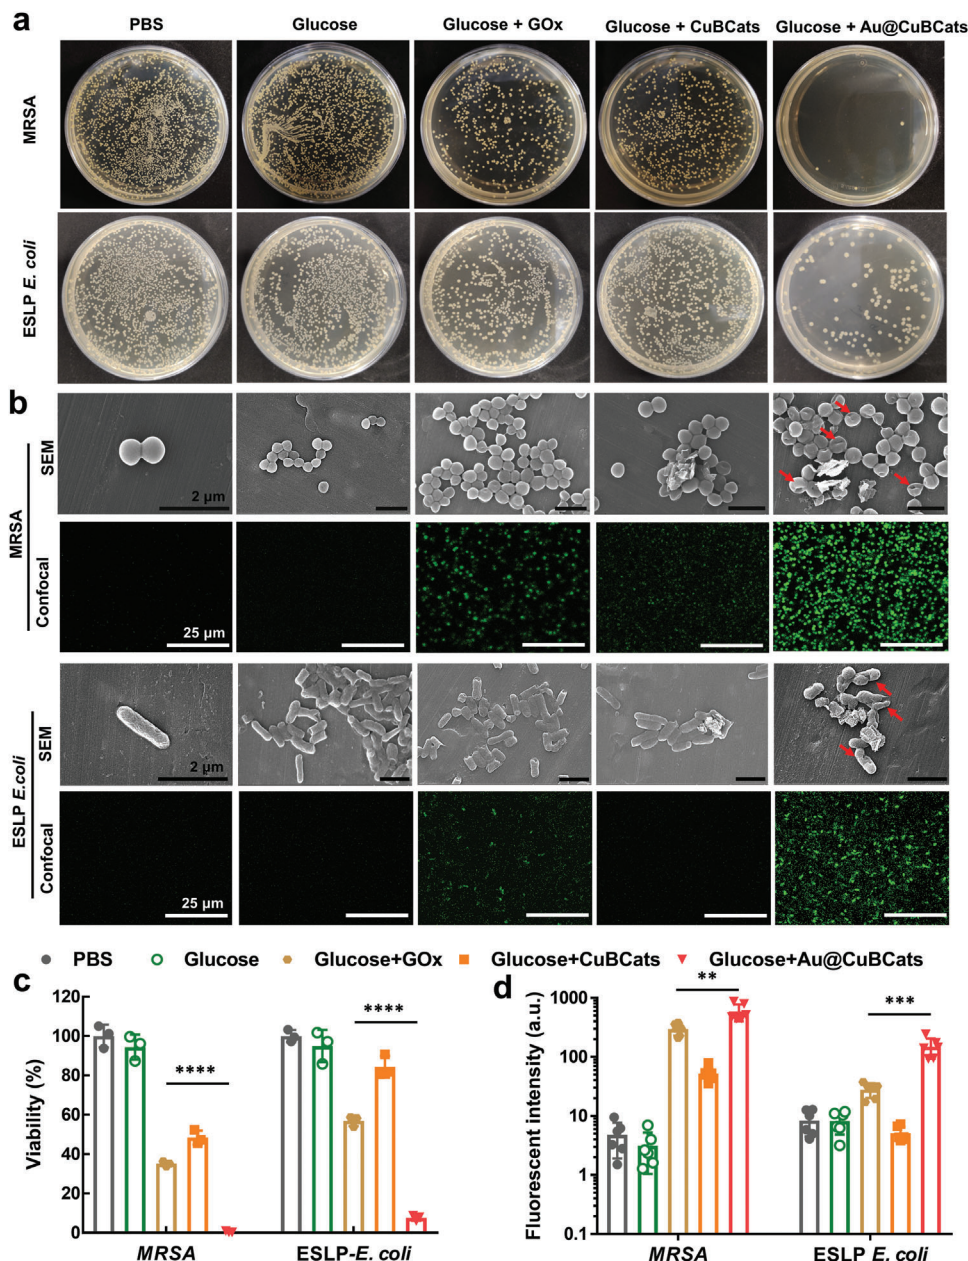 a
PBS
Glucose
Glucose + GOx
Glucose + CuBCats
Glucose + Au@CuBCats
MRSA
ESLP E. coli
b
MRSA
SEM
2 µm
Confocal
25 µm
ESLP E.coli
SEM
2 µm
Confocal
25 µm
PBS
Glucose
Glucose+GOx
Glucose+CuBCats
Glucose+Au@CuBCats
c
Viability (%)
120
100
80
60
40
20
0
****
****
MRSA
ESLP-E. coli
d
Fluorescent intensity (a.u.)
1000
100
10
1
0.1
**
***
MRSA
ESLP E. coli